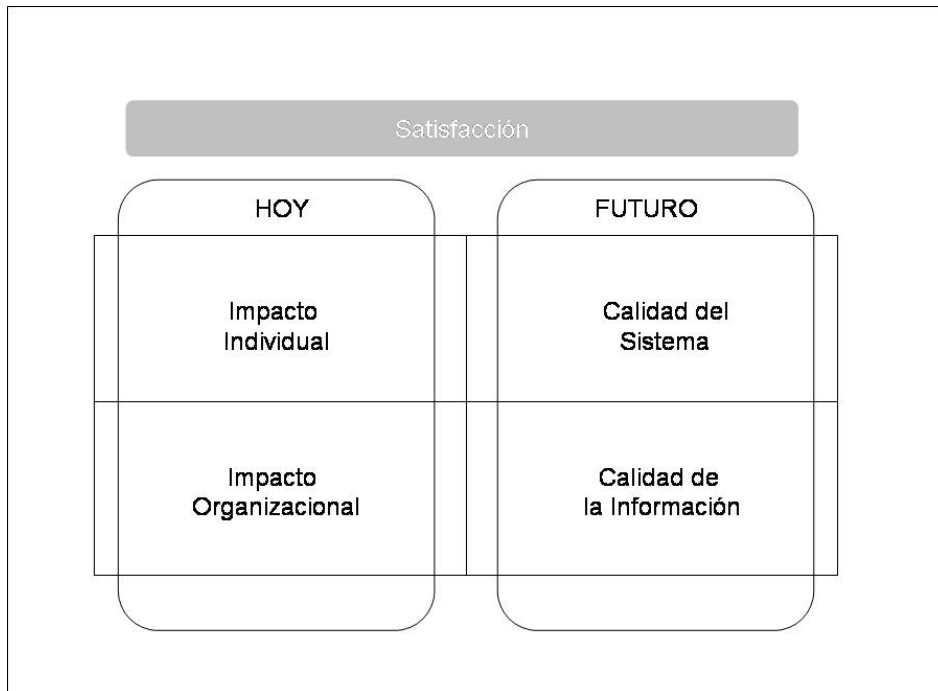 Satisfacción
HOY
FUTURO
Impacto
Individual
Calidad del
Sistema
Impacto
Organizacional
Calidad de
la Información